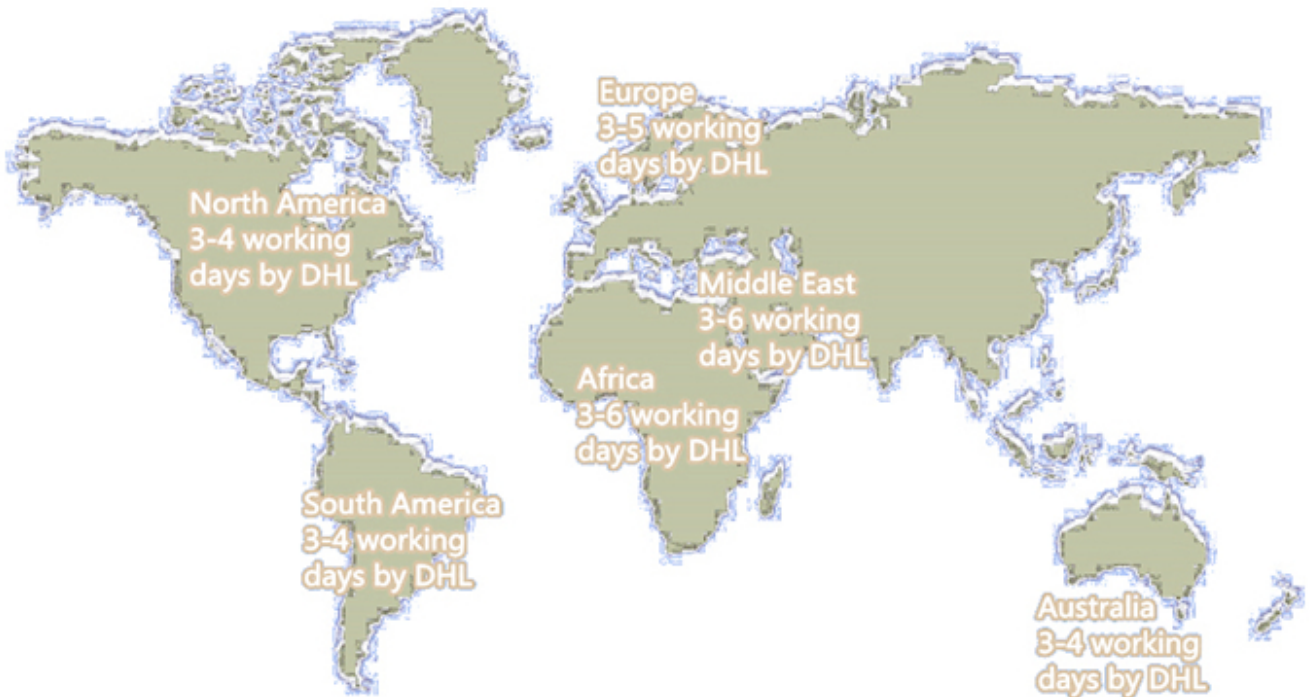 Europe
3-5 working
days by DHL
North America
3-4 working
days by DHL
Middle East
3-6 working
days by DHL
Africa
3-6 working
days by DHL
South America
3-4 working
days by DHL
Australia
3-4 working
days by DHL